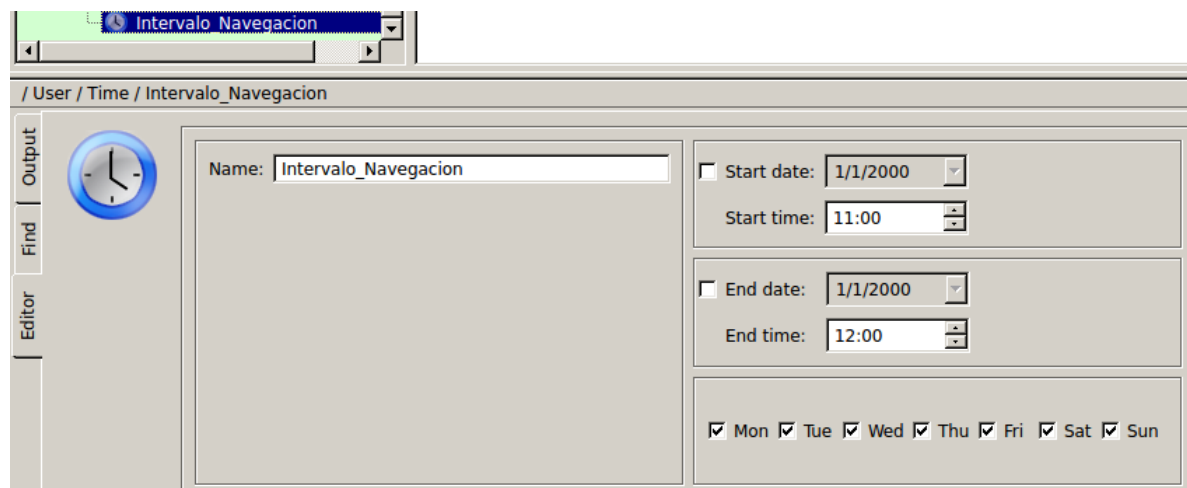 Intervalo_Navegacion
/ User / Time / Intervalo_Navegacion
Output
Find
Editor
Name: Intervalo_Navegacion
Start date: 1/1/2000
Start time: 11:00
End date: 1/1/2000
End time: 12:00
Mon Tue Wed Thu Fri Sat Sun